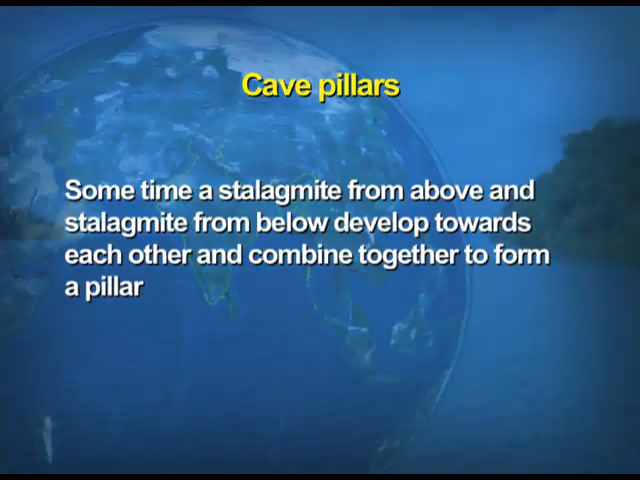 Cave pillars
Some time a stalagmite from above and
stalagmite from below develop towards
each other and combine together to form
a pillar